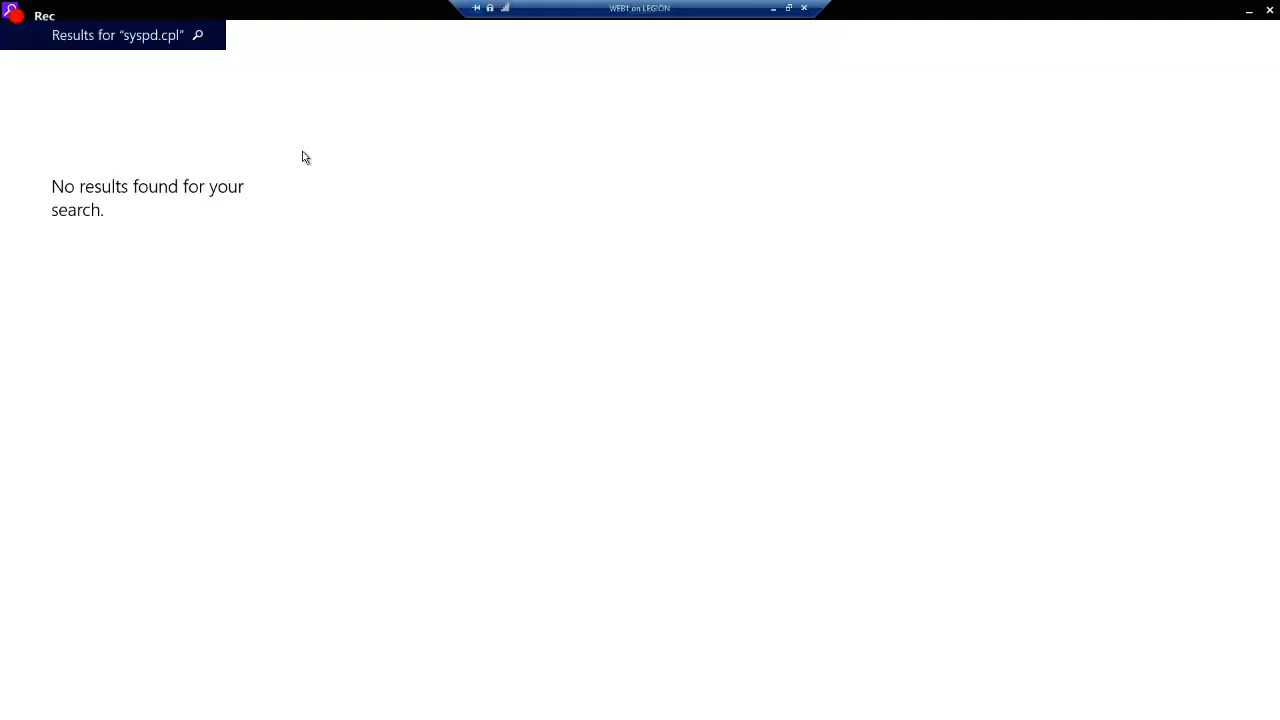 Rec
WEB1 on LEGION
Results for “syspd.cpl”
No results found for your
search.